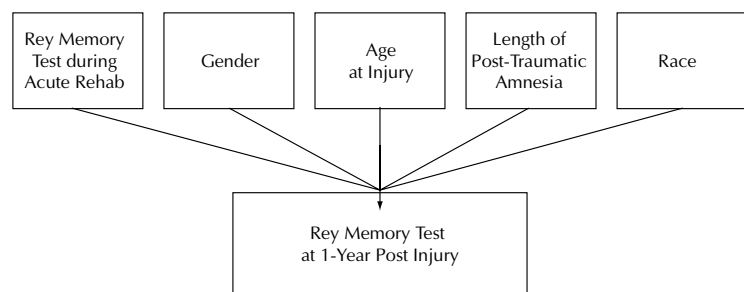 Rey Memory
Test during
Acute Rehab
Gender
Age
at Injury
Length of
Post-Traumatic
Amnesia
Race
Rey Memory Test
at 1-Year Post Injury